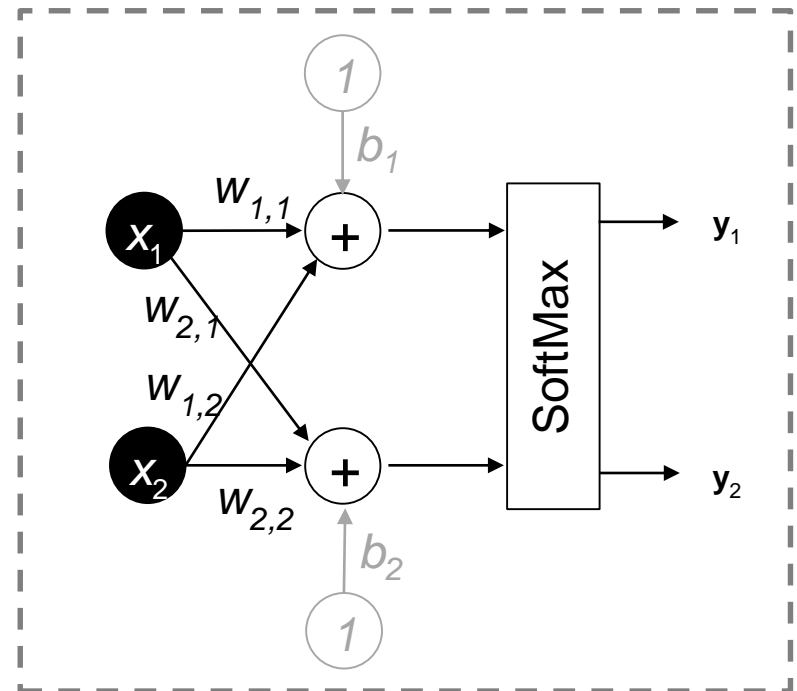 1
b₁
w₁,₁
x₁
+
y₁
w₂,₁
SoftMax
w₁,₂
x₂
+
y₂
w₂,₂
b₂
1